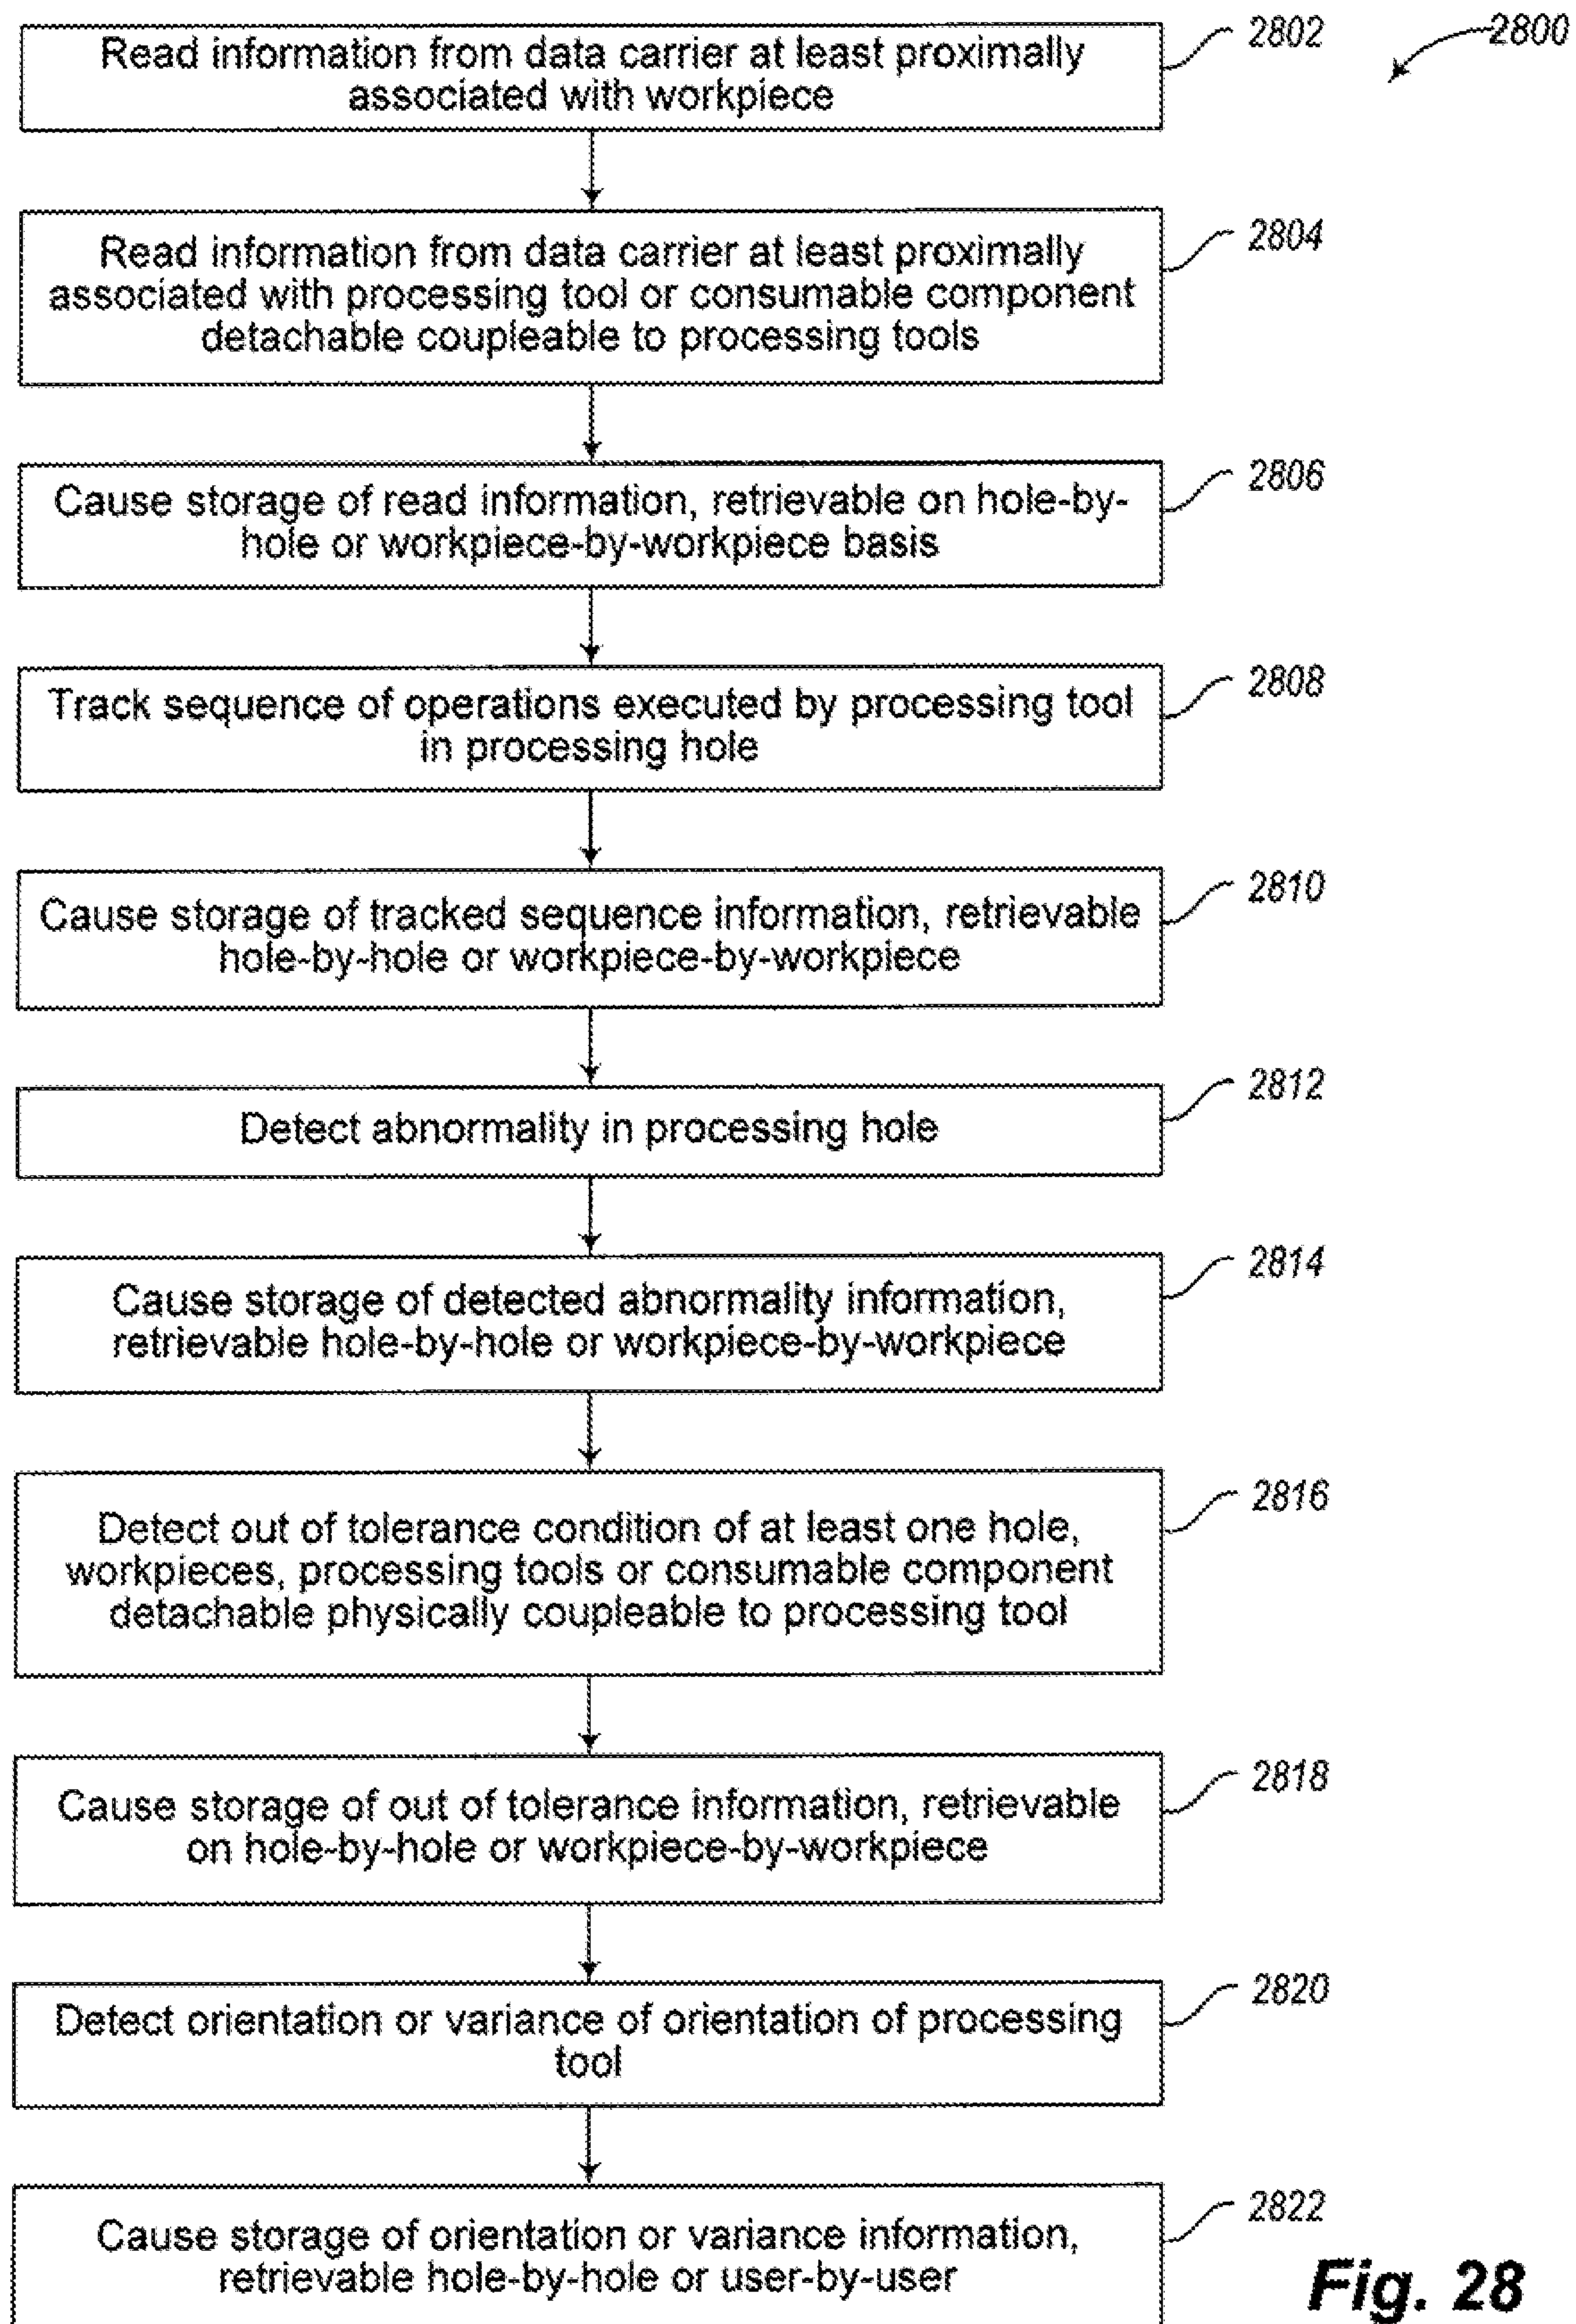 2800
Read information from data carrier at least proximally
associated with workpiece
2802
Read information from data carrier at least proximally
associated with processing tool or consumable component
detachable coupleable to processing tools
2804
Cause storage of read information, retrievable on hole-by-
hole or workpiece-by-workpiece basis
2806
Track sequence of operations executed by processing tool
in processing hole
2808
Cause storage of tracked sequence information, retrievable
hole-by-hole or workpiece-by-workpiece
2810
Detect abnormality in processing hole
2812
Cause storage of detected abnormality information,
retrievable hole-by-hole or workpiece-by-workpiece
2814
Detect out of tolerance condition of at least one hole,
workpieces, processing tools or consumable component
detachable physically coupleable to processing tool
2816
Cause storage of out of tolerance information, retrievable
on hole-by-hole or workpiece-by-workpiece
2818
Detect orientation or variance of orientation of processing
tool
2820
Cause storage of orientation or variance information,
retrievable hole-by-hole or user-by-user
2822
Fig. 28